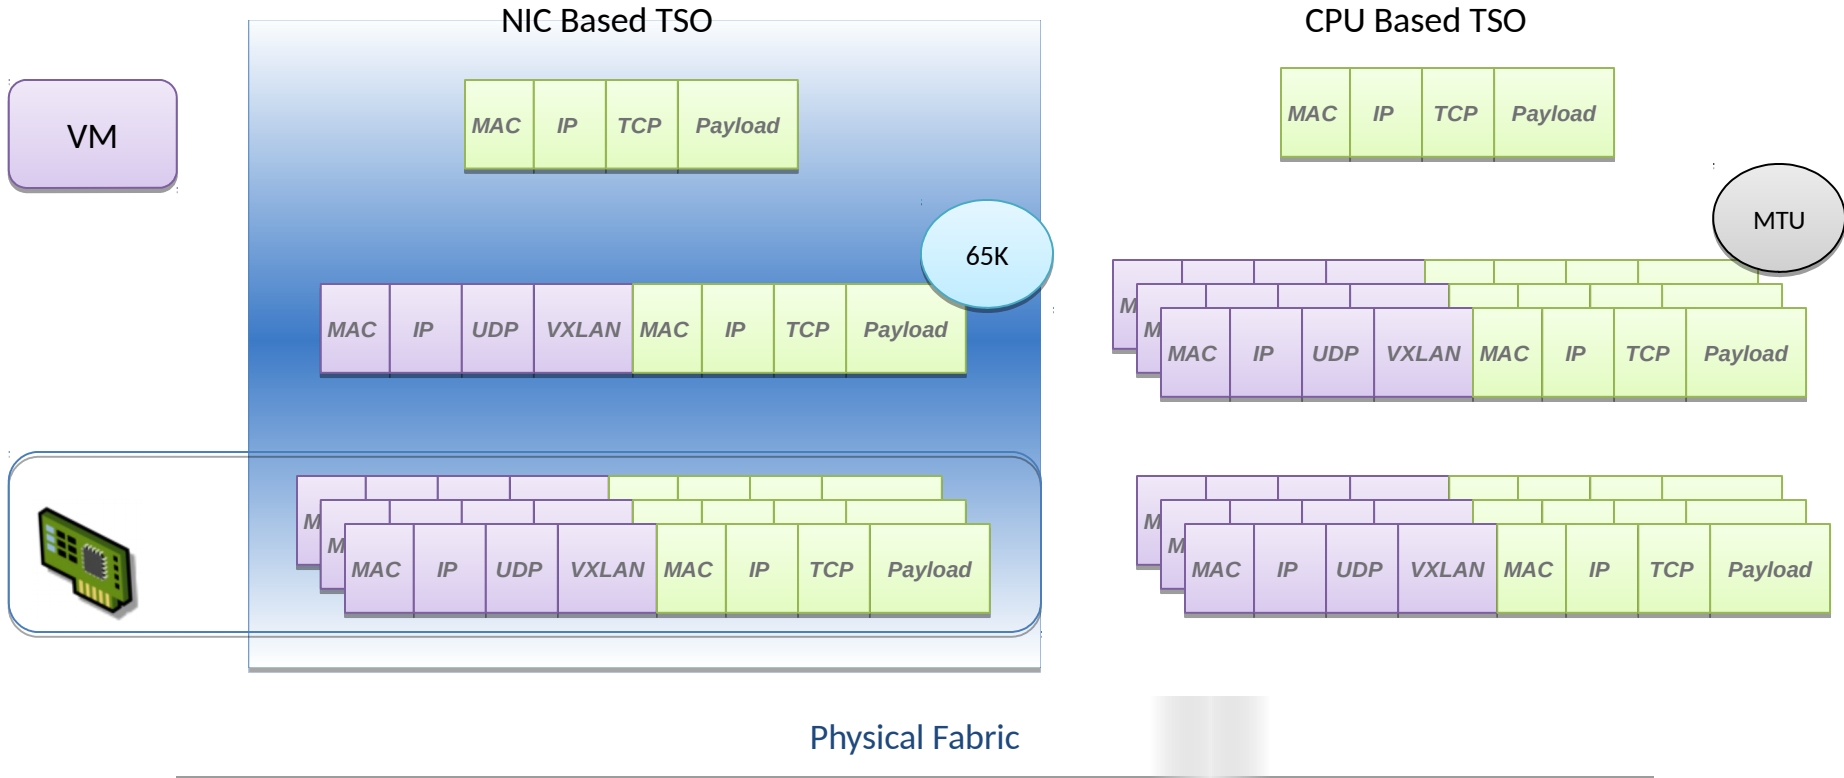 NIC Based TSO
CPU Based TSO
VM
MAC IP TCP Payload
MAC IP TCP Payload
65K
MTU
MAC IP UDP VXLAN MAC IP TCP Payload
M
M
MAC IP UDP VXLAN MAC IP TCP Payload
M
M
MAC IP UDP VXLAN MAC IP TCP Payload
M
M
MAC IP UDP VXLAN MAC IP TCP Payload
Physical Fabric